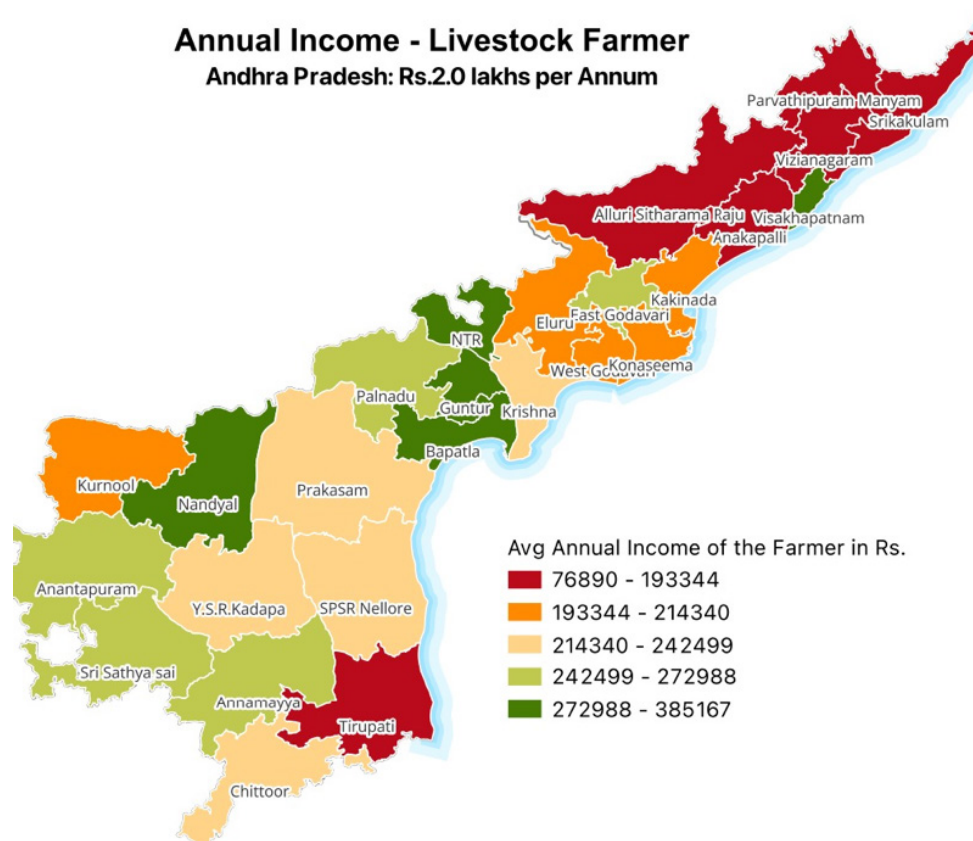 Annual Income - Livestock Farmer
Andhra Pradesh: Rs.2.0 lakhs per Annum
Parvathipuram Manyam
Srikakulam
Vizianagaram
Alluri Sitharama Raju
Visakhapatnam
Anakapalli
Kakinada
East Godavari
Eluru
NTR
West Godavari
Konaseema
Palnadu
Guntur
Krishna
Bapatla
Kurnool
Prakasam
Nandyal
Anantapuram
Y.S.R.Kadapa
SPSR Nellore
Sri Sathya sai
Annamayya
Tirupati
Chittoor
Avg Annual Income of the Farmer in Rs.
76890 - 193344
193344 - 214340
214340 - 242499
242499 - 272988
272988 - 385167